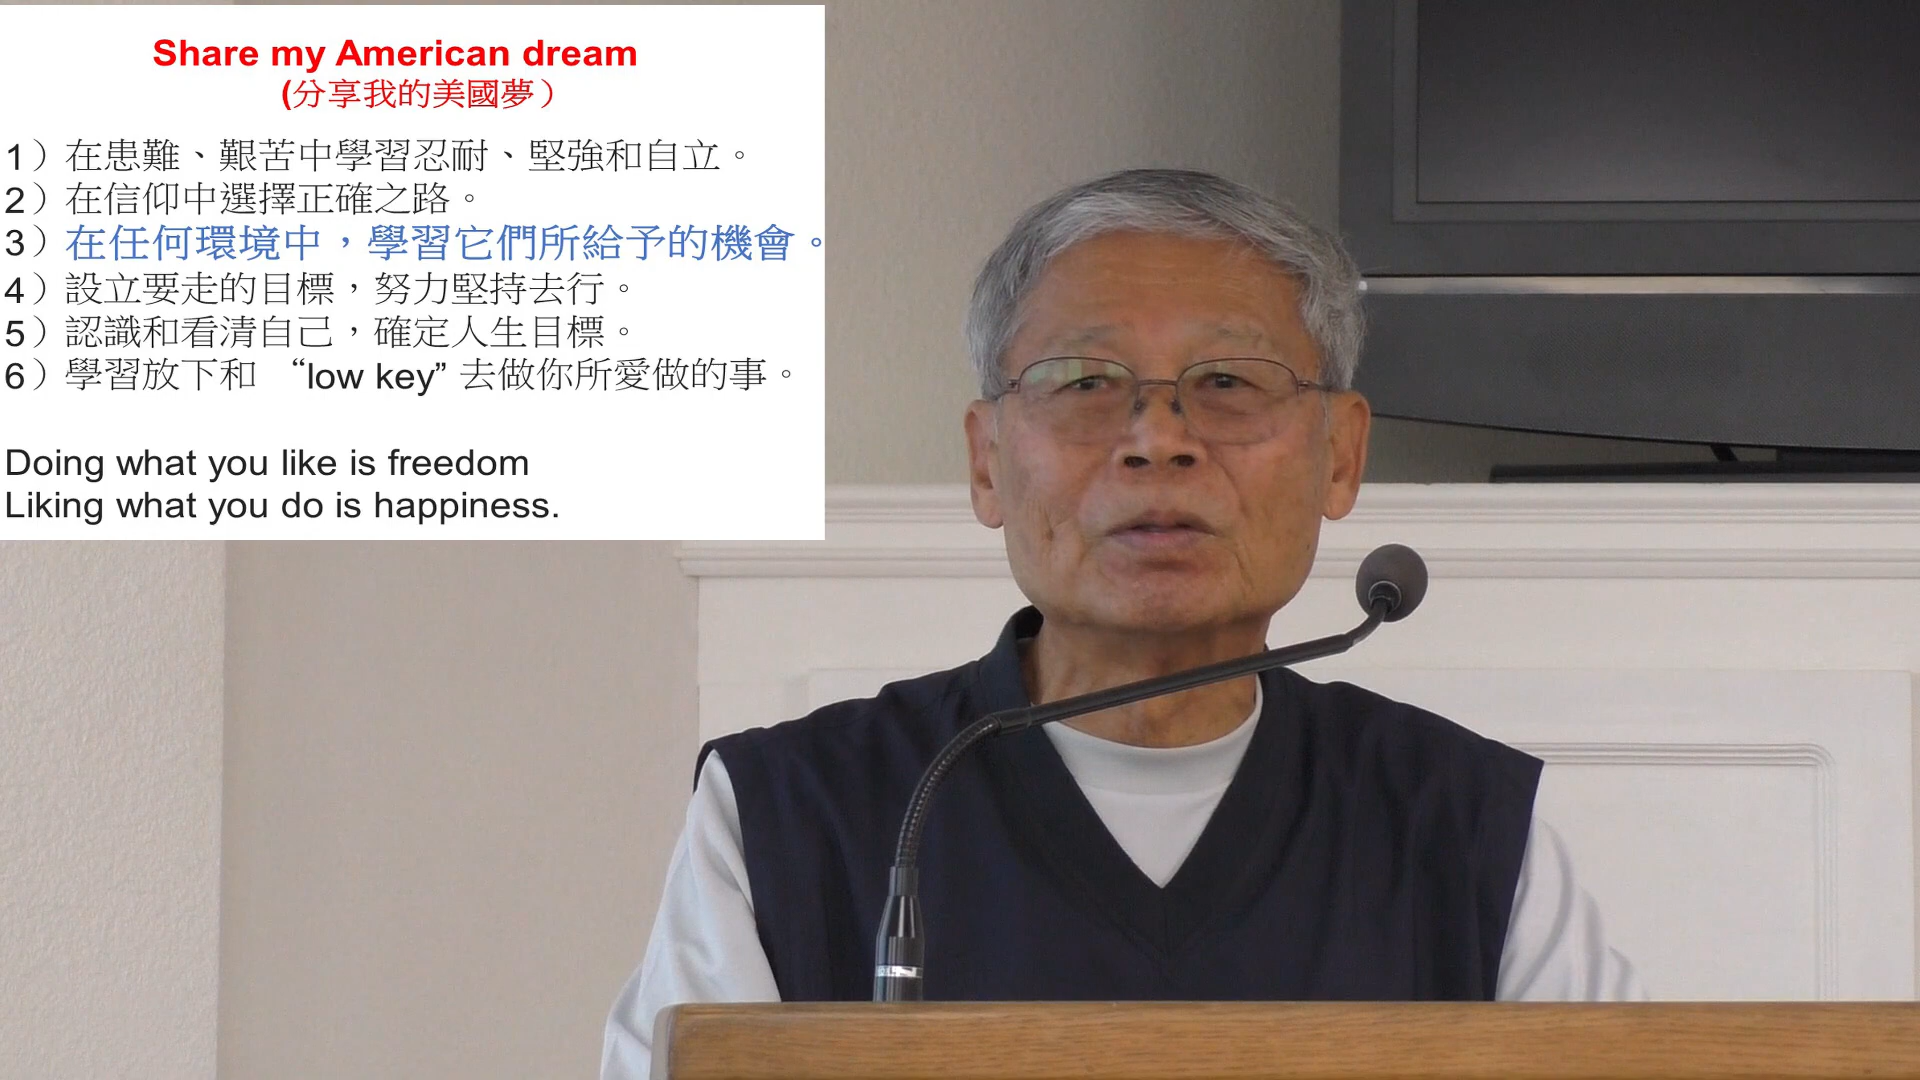 Share my American dream
(分享我的美國夢）
1）在患難、艱苦中學習忍耐、堅強和自立。
2）在信仰中選擇正確之路。
3）在任何環境中，學習它們所給予的機會。
4）設立要走的目標，努力堅持去行。
5）認識和看清自己，確定人生目標。
6）學習放下和 “low key” 去做你所愛做的事。
Doing what you like is freedom
Liking what you do is happiness.